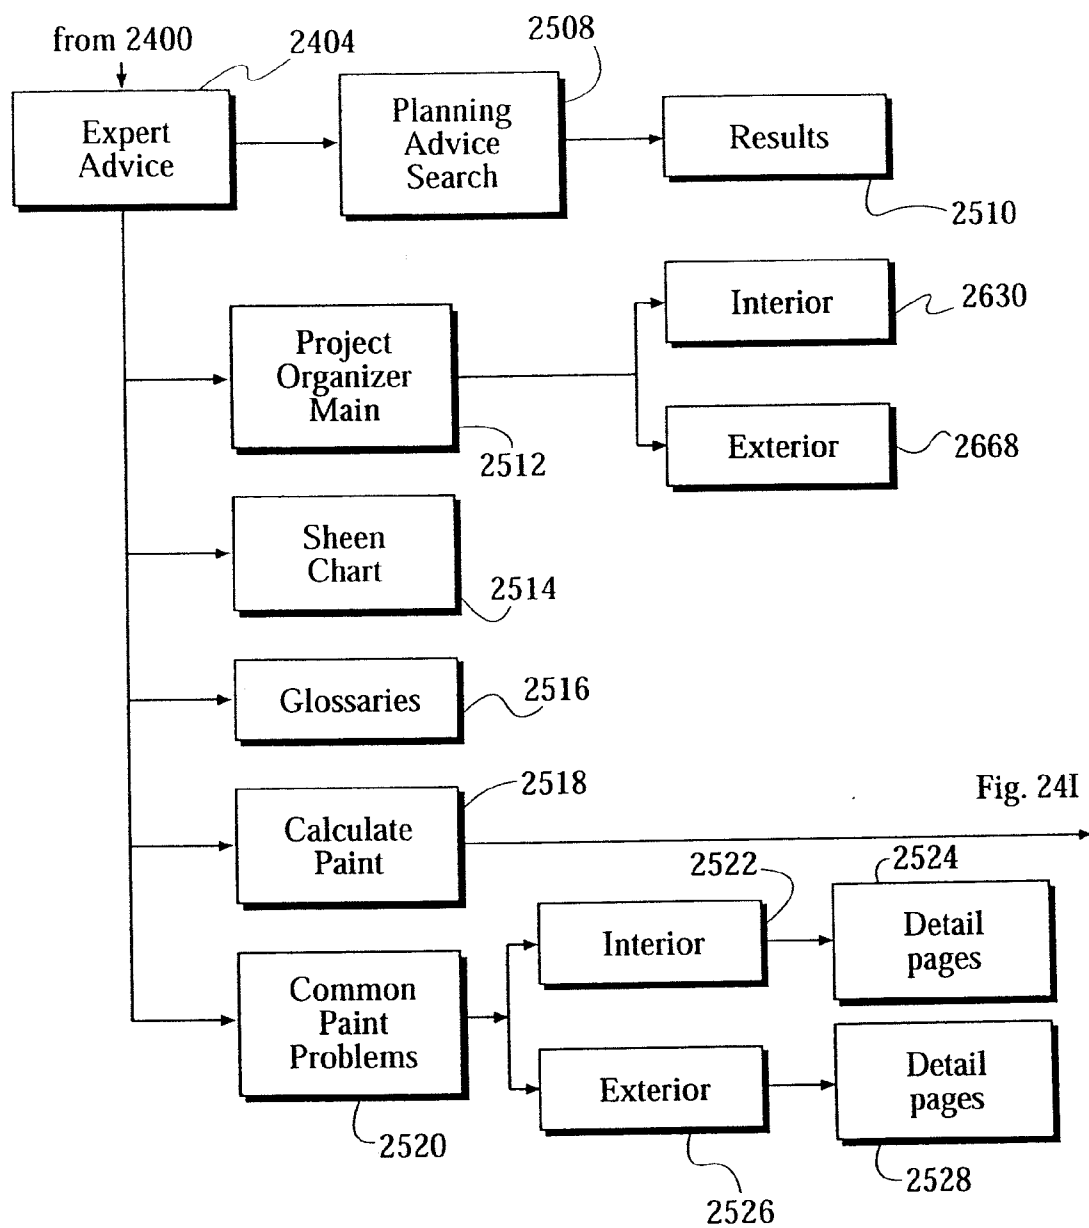 from 2400
2404
2508
Expert
Advice
Planning
Advice
Search
Results
2510
Project
Organizer
Main
2512
Interior
2630
Exterior
2668
Sheen
Chart
2514
Glossaries
2516
Calculate
Paint
2518
Fig. 24I
Common
Paint
Problems
2520
Interior
2522
Detail
pages
2524
Exterior
2526
Detail
pages
2528